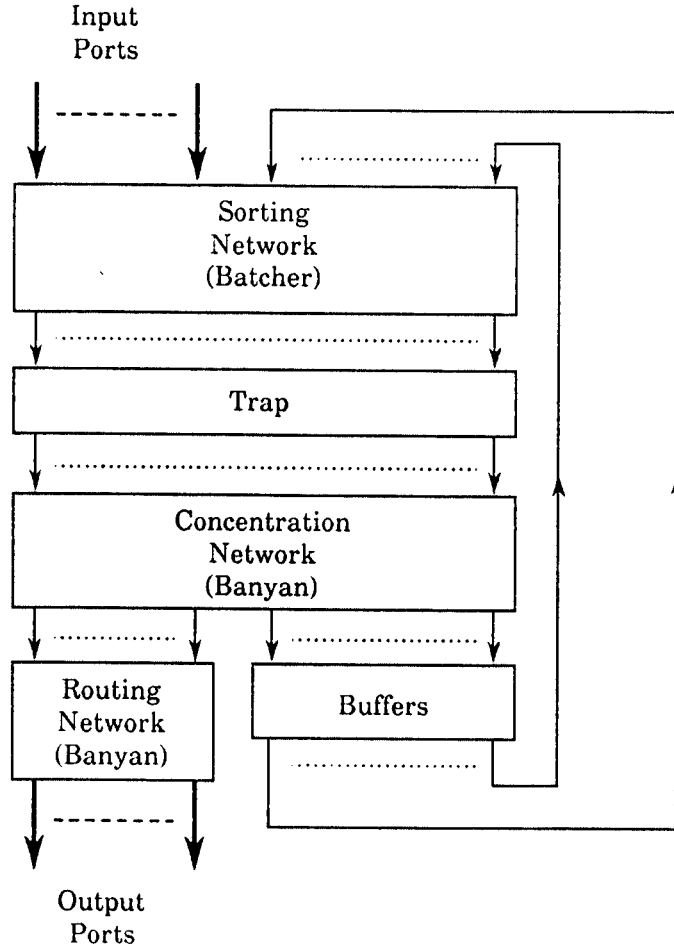 Input
Ports
Sorting
Network
(Batcher)
Trap
Concentration
Network
(Banyan)
Routing
Network
(Banyan)
Buffers
Output
Ports